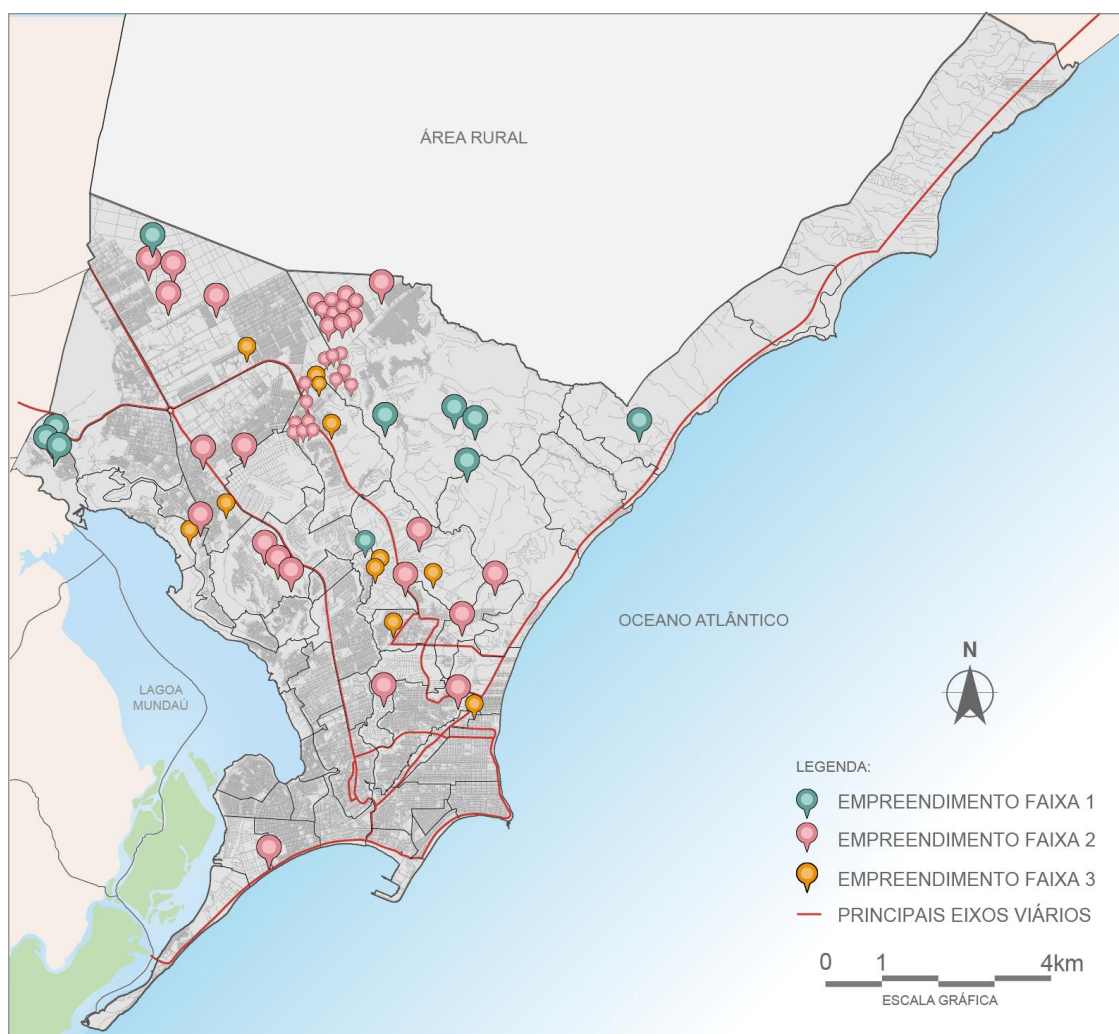 ÁREA RURAL
OCEANO ATLÂNTICO
LAGOA
MUNDAÚ
N
LEGENDA:
EMPREENDIMENTO FAIXA 1
EMPREENDIMENTO FAIXA 2
EMPREENDIMENTO FAIXA 3
PRINCIPAIS EIXOS VIÁRIOS
0 1 4km
ESCALA GRÁFICA